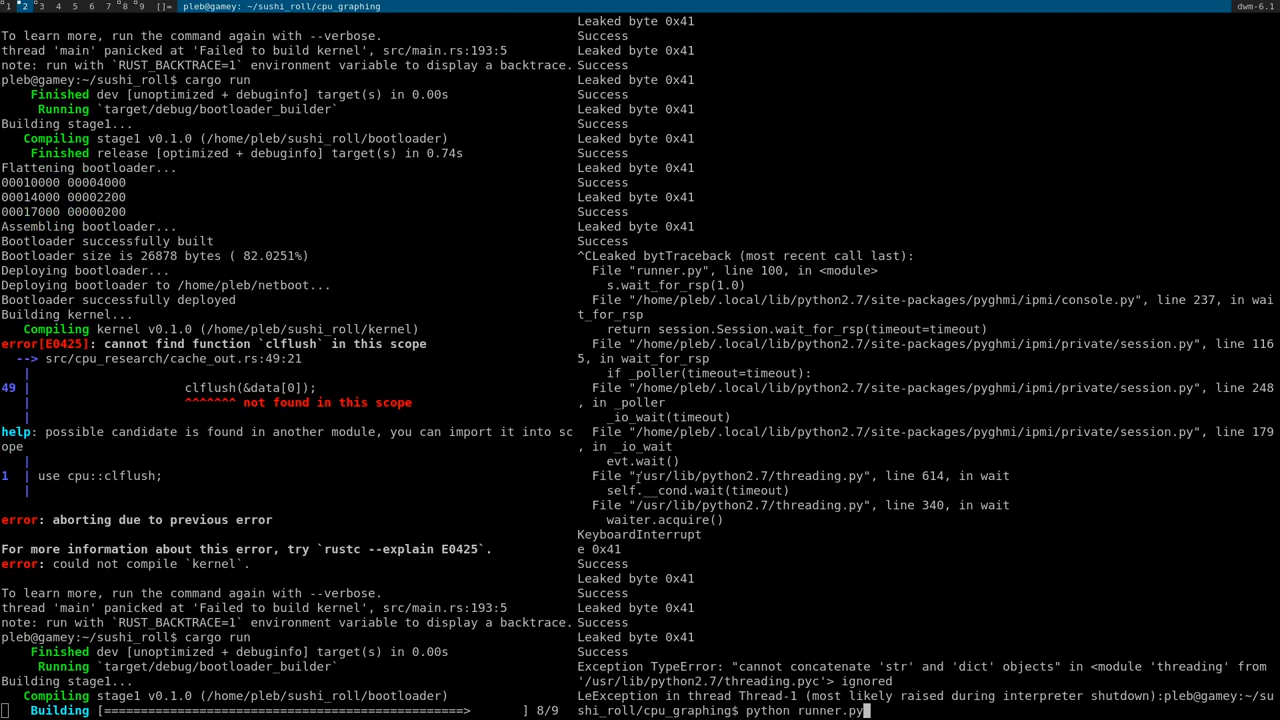 1 2 3 4 5 6 7 8 9 []= pleb@gamey: ~/sushi_roll/cpu_graphing dwm-6.1
To learn more, run the command again with --verbose.
thread 'main' panicked at 'Failed to build kernel', src/main.rs:193:5
note: run with `RUST_BACKTRACE=1` environment variable to display a backtrace.
pleb@gamey:~/sushi_roll$ cargo run
Finished dev [unoptimized + debuginfo] target(s) in 0.00s
Running `target/debug/bootloader_builder`
Building stage1...
Compiling stage1 v0.1.0 (/home/pleb/sushi_roll/bootloader)
Finished release [optimized + debuginfo] target(s) in 0.74s
Flattening bootloader...
00010000 00004000
00014000 00002200
00017000 00000200
Assembling bootloader...
Bootloader successfully built
Bootloader size is 26878 bytes ( 82.0251%)
Deploying bootloader...
Deploying bootloader to /home/pleb/netboot...
Bootloader successfully deployed
Building kernel...
Compiling kernel v0.1.0 (/home/pleb/sushi_roll/kernel)
error[E0425]: cannot find function `clflush` in this scope
--> src/cpu_research/cache_out.rs:49:21
|
49 | clflush(&data[0]);
| ^^^^^^^ not found in this scope
|
help: possible candidate is found in another module, you can import it into sc
ope
|
1 | use cpu::clflush;
|
error: aborting due to previous error
For more information about this error, try `rustc --explain E0425`.
error: could not compile `kernel`.
To learn more, run the command again with --verbose.
thread 'main' panicked at 'Failed to build kernel', src/main.rs:193:5
note: run with `RUST_BACKTRACE=1` environment variable to display a backtrace.
pleb@gamey:~/sushi_roll$ cargo run
Finished dev [unoptimized + debuginfo] target(s) in 0.00s
Running `target/debug/bootloader_builder`
Building stage1...
Compiling stage1 v0.1.0 (/home/pleb/sushi_roll/bootloader)
Building [=================================================> ] 8/9
Leaked byte 0x41
Success
Leaked byte 0x41
Success
Leaked byte 0x41
Success
Leaked byte 0x41
Success
Leaked byte 0x41
Success
Leaked byte 0x41
Success
Leaked byte 0x41
Success
Leaked byte 0x41
Success
^CLeaked bytTraceback (most recent call last):
File "runner.py", line 100, in <module>
s.wait_for_rsp(1.0)
File "/home/pleb/.local/lib/python2.7/site-packages/pyghmi/ipmi/console.py", line 237, in wai
t_for_rsp
return session.Session.wait_for_rsp(timeout=timeout)
File "/home/pleb/.local/lib/python2.7/site-packages/pyghmi/ipmi/private/session.py", line 116
5, in wait_for_rsp
if _poller(timeout=timeout):
File "/home/pleb/.local/lib/python2.7/site-packages/pyghmi/ipmi/private/session.py", line 248
, in _poller
_io_wait(timeout)
File "/home/pleb/.local/lib/python2.7/site-packages/pyghmi/ipmi/private/session.py", line 179
, in _io_wait
evt.wait()
File "/usr/lib/python2.7/threading.py", line 614, in wait
self.__cond.wait(timeout)
File "/usr/lib/python2.7/threading.py", line 340, in wait
waiter.acquire()
KeyboardInterrupt
e 0x41
Success
Leaked byte 0x41
Success
Leaked byte 0x41
Success
Leaked byte 0x41
Success
Exception TypeError: "cannot concatenate 'str' and 'dict' objects" in <module 'threading' from
'/usr/lib/python2.7/threading.pyc'> ignored
LeException in thread Thread-1 (most likely raised during interpreter shutdown):pleb@gamey:~/su
shi_roll/cpu_graphing$ python runner.py